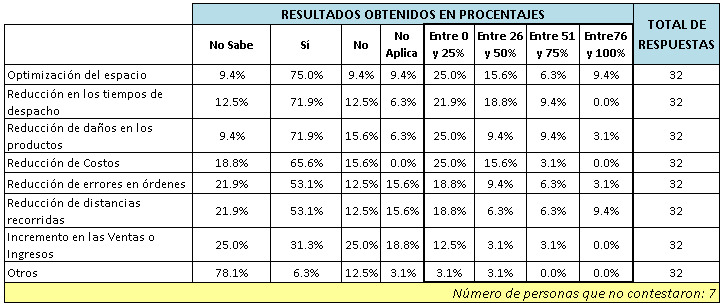 RESULTADOS OBTENIDOS EN PROCENTAJES
TOTAL DE RESPUESTAS
No Sabe Sí No No Aplica Entre 0 y 25% Entre 26 y 50% Entre 51 y 75% Entre76 y 100%
Optimización del espacio 9.4% 75.0% 9.4% 9.4% 25.0% 15.6% 6.3% 9.4% 32
Reducción en los tiempos de despacho 12.5% 71.9% 12.5% 6.3% 21.9% 18.8% 9.4% 0.0% 32
Reducción de daños en los productos 9.4% 71.9% 15.6% 6.3% 25.0% 9.4% 9.4% 3.1% 32
Reducción de Costos 18.8% 65.6% 15.6% 0.0% 25.0% 15.6% 3.1% 0.0% 32
Reducción de errores en órdenes 21.9% 53.1% 12.5% 15.6% 18.8% 9.4% 6.3% 3.1% 32
Reducción de distancias recorridas 21.9% 53.1% 12.5% 15.6% 18.8% 6.3% 6.3% 9.4% 32
Incremento en las Ventas o Ingresos 25.0% 31.3% 25.0% 18.8% 12.5% 3.1% 3.1% 0.0% 32
Otros 78.1% 6.3% 12.5% 3.1% 3.1% 3.1% 0.0% 0.0% 32
Número de personas que no contestaron: 7